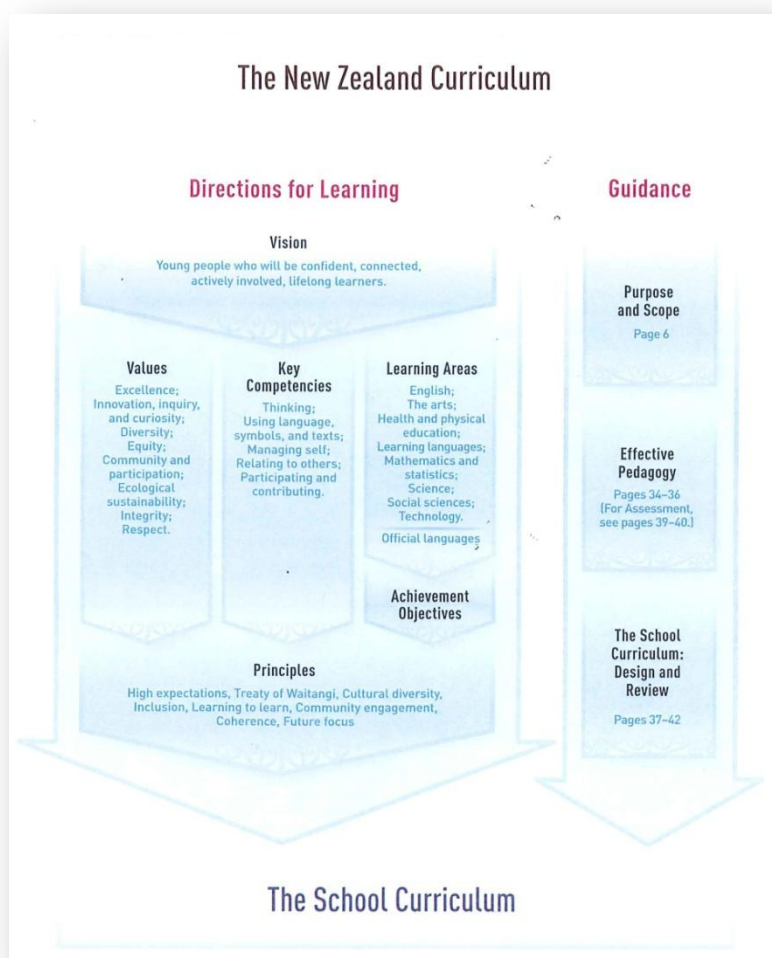 The New Zealand Curriculum
Directions for Learning
Vision
Young people who will be confident, connected,
actively involved, lifelong learners.
Values
Excellence;
Innovation, inquiry,
and curiosity;
Diversity;
Equity;
Community and
participation;
Ecological
sustainability;
Integrity;
Respect.
Key
Competencies
Thinking;
Using language,
symbols, and texts;
Managing self;
Relating to others;
Participating and
contributing.
Learning Areas
English;
The arts;
Health and physical
education;
Learning languages;
Mathematics and
statistics;
Science;
Social sciences;
Technology.
Official languages
Achievement
Objectives
Principles
High expectations, Treaty of Waitangi, Cultural diversity,
Inclusion, Learning to learn, Community engagement,
Coherence, Future focus
Guidance
Purpose
and Scope
Page 6
Effective
Pedagogy
Pages 34–36
(For Assessment,
see pages 39–40.)
The School
Curriculum:
Design and
Review
Pages 37–42
The School Curriculum